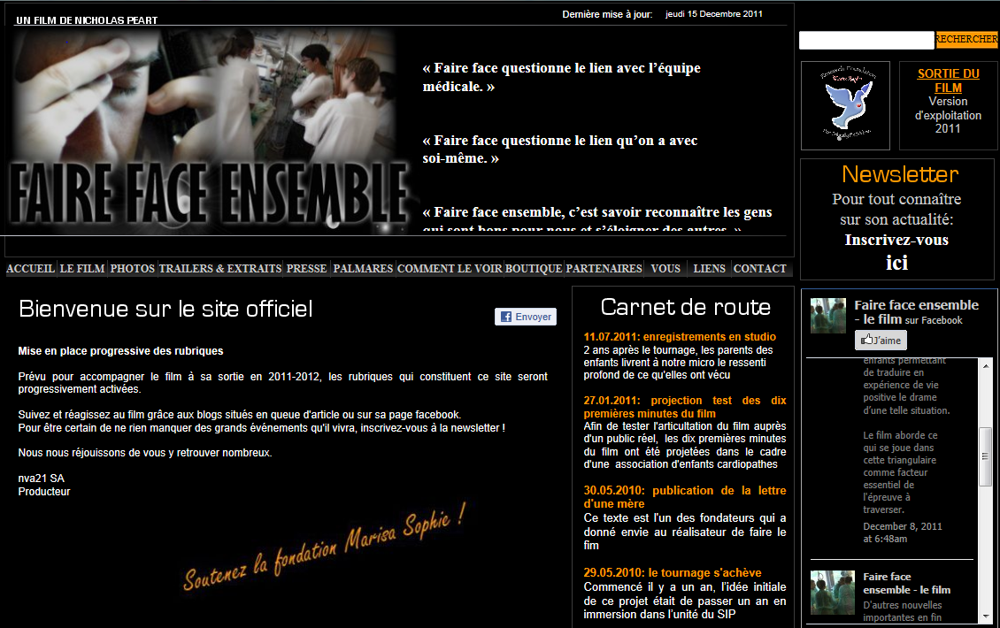 UN FILM DE NICHOLAS PEART
Dernière mise à jour: jeudi 15 Decembre 2011
FAIRE FACE ENSEMBLE
« Faire face questionne le lien avec l'équipe
médicale. »
« Faire face questionne le lien qu'on a avec
soi-même. »
« Faire face ensemble, c'est savoir reconnaître les gens
qui sont bons pour nous et s'éloigner des autres. »
RECHERCHER
Research Foundation
SORTIE DU
FILM
Version
d'exploitation
2011
Newsletter
Pour tout connaître
sur son actualité:
Inscrivez-vous
ici
ACCUEIL LE FILM PHOTOS TRAILERS & EXTRAITS PRESSE PALMARES COMMENT LE VOIR BOUTIQUE PARTENAIRES VOUS LIENS CONTACT
Bienvenue sur le site officiel
Envoyer
Mise en place progressive des rubriques
Prévu pour accompagner le film à sa sortie en 2011-2012, les rubriques qui constituent ce site seront
progressivement activées.
Suivez et réagissez au film grâce aux blogs situés en queue d'article ou sur sa page facebook.
Pour être certain de ne rien manquer des grands événements qu'il vivra, inscrivez-vous à la newsletter !
Nous nous réjouissons de vous y retrouver nombreux.
nva21 SA
Producteur
Soutenez la fondation Marisa Sophie !
Carnet de route
11.07.2011: enregistrements en studio
2 ans après le tournage, les parents des
enfants livrent à notre micro le ressenti
profond de ce qu'elles ont vécu
27.01.2011: projection test des dix
premières minutes du film
Afin de tester l'articultation du film auprès
d'un public réel, les dix premières minutes
du film ont été projetées dans le cadre
d'une association d'enfants cardiopathes
30.05.2010: publication de la lettre
d'une mère
Ce texte est l'un des fondateurs qui a
donné envie au réalisateur de faire le
fim
29.05.2010: le tournage s'achève
Commencé il y a un an, l'idée initiale
de ce projet était de passer un an en
immersion dans l'unité du SIP
Faire face ensemble
- le film sur Facebook
J'aime
enfants permettant
de traduire en
expérience de vie
positive le drame
d'une telle situation.
Le film aborde ce
qui se joue dans
cette triangulaire
comme facteur
essentiel de
l'épreuve à
traverser.
December 8, 2011
at 6:48am
Faire face
ensemble - le film
D'autres nouvelles
importantes en fin